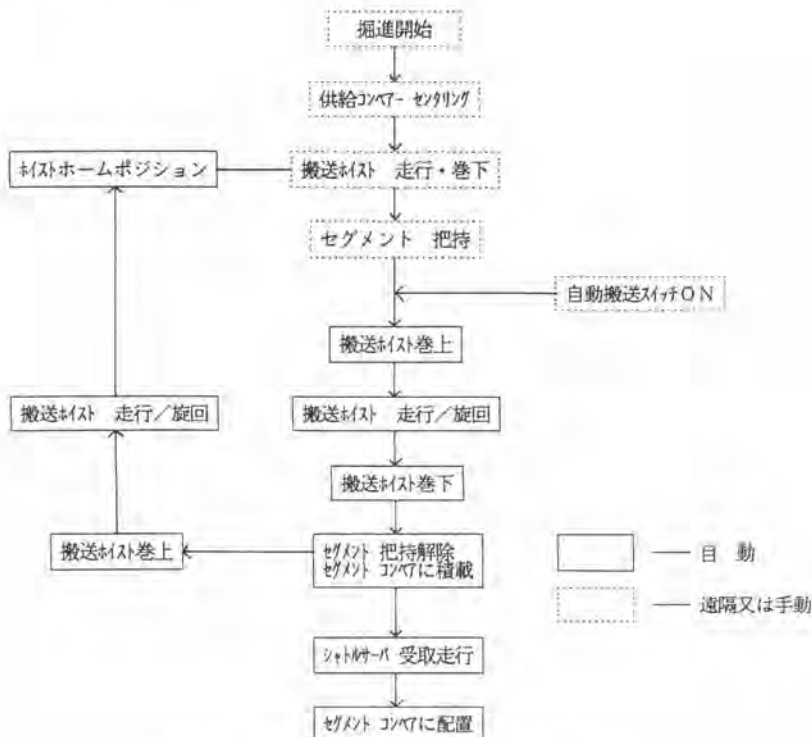 掘進開始
供給ｺﾝﾍﾞｱｰ ｾﾝﾀﾘﾝｸﾞ
ﾎｲｽﾄホームポジション
搬送ﾎｲｽﾄ 走行・巻下
セグメント 把持
自動搬送ｽｲｯﾁＯＮ
搬送ﾎｲｽﾄ巻上
搬送ﾎｲｽﾄ 走行／旋回
搬送ﾎｲｽﾄ 走行／旋回
搬送ﾎｲｽﾄ巻下
搬送ﾎｲｽﾄ巻上
ｾｸﾞﾒﾝﾄ 把持解除
ｾｸﾞﾒﾝﾄ ｺﾝﾍﾞｱに積載
自 動
遠隔又は手動
ｼｬﾄﾙｻｰﾊﾞ 受取走行
ｾｸﾞﾒﾝﾄ ｺﾝﾍﾞｱに配置